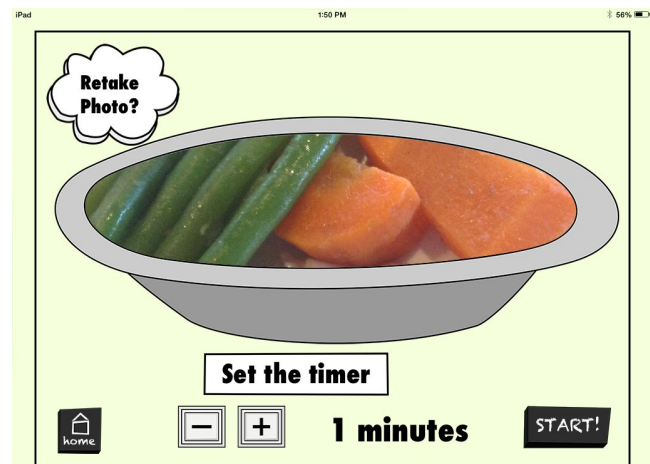 iPad 1:50 PM 56%
Retake
Photo?
Set the timer
− + 1 minutes
home
START!